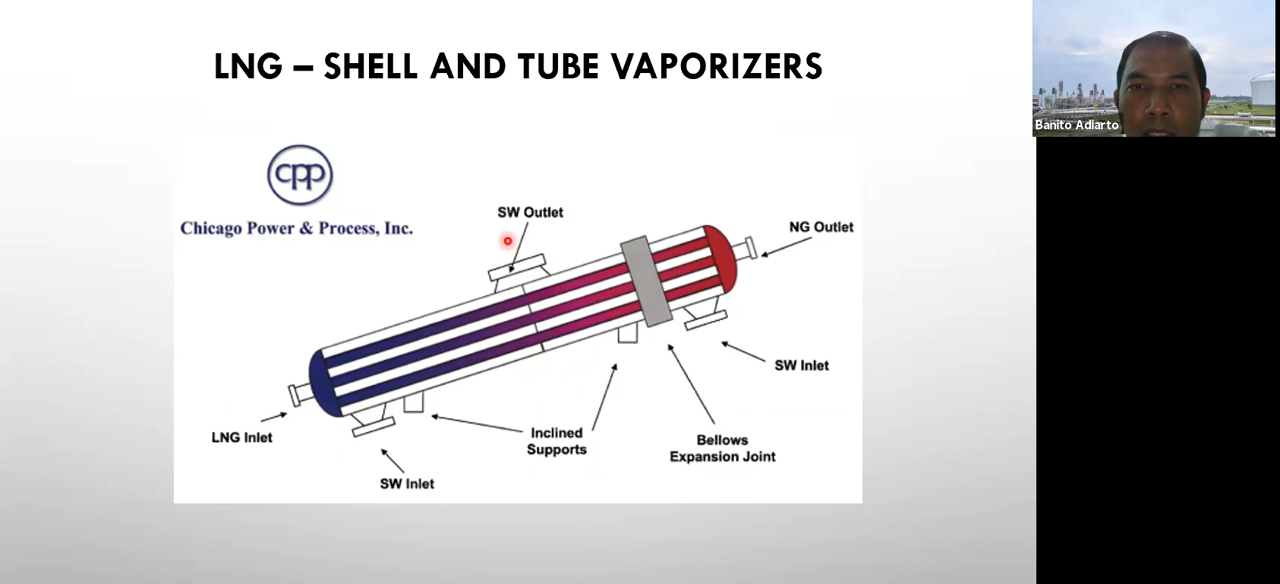 LNG – SHELL AND TUBE VAPORIZERS
Banito Adiarto
cpp
Chicago Power & Process, Inc.
SW Outlet
NG Outlet
SW Inlet
LNG Inlet
Inclined
Supports
Bellows
Expansion Joint
SW Inlet